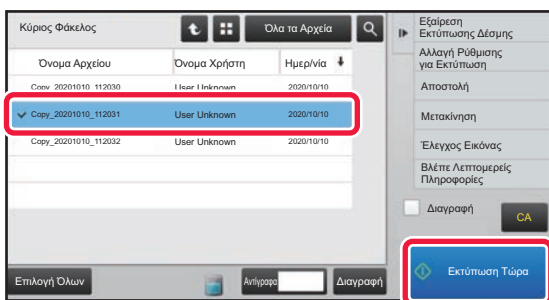 Κύριος Φάκελος
Όλα τα Αρχεία
Όνομα Αρχείου Όνομα Χρήστη Ημερ/νία
Copy_20201010_112030 User Unknown 2020/10/10
Copy_20201010_112031 User Unknown 2020/10/10
Copy_20201010_112032 User Unknown 2020/10/10
Επιλογή Όλων
Αντίγραφα
Διαγραφή
Εξαίρεση
Εκτύπωσης Δέσμης
Αλλαγή Ρύθμισης
για Εκτύπωση
Αποστολή
Μετακίνηση
Έλεγχος Εικόνας
Βλέπε Λεπτομερείς
Πληροφορίες
Διαγραφή
CA
Εκτύπωση Τώρα